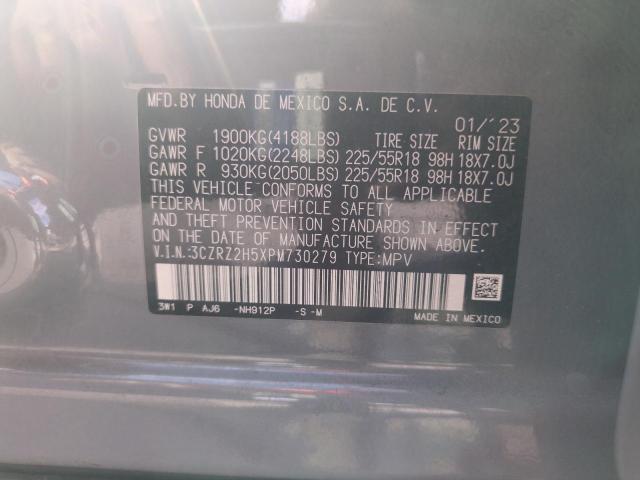 MFD.BY HONDA DE MEXICO S.A. DE C.V.
01/'23
GVWR 1900KG(4188LBS) TIRE SIZE RIM SIZE
GAWR F 1020KG(2248LBS) 225/55R18 98H 18X7.0J
GAWR R 930KG(2050LBS) 225/55R18 98H 18X7.0J
THIS VEHICLE CONFORMS TO ALL APPLICABLE
FEDERAL MOTOR VEHICLE SAFETY
AND THEFT PREVENTION STANDARDS IN EFFECT
ON THE DATE OF MANUFACTURE SHOWN ABOVE.
V.I.N.:3CZRZ2H5XPM730279 TYPE:MPV
3W1 P AJ6 -NH912P -S -M
MADE IN MEXICO